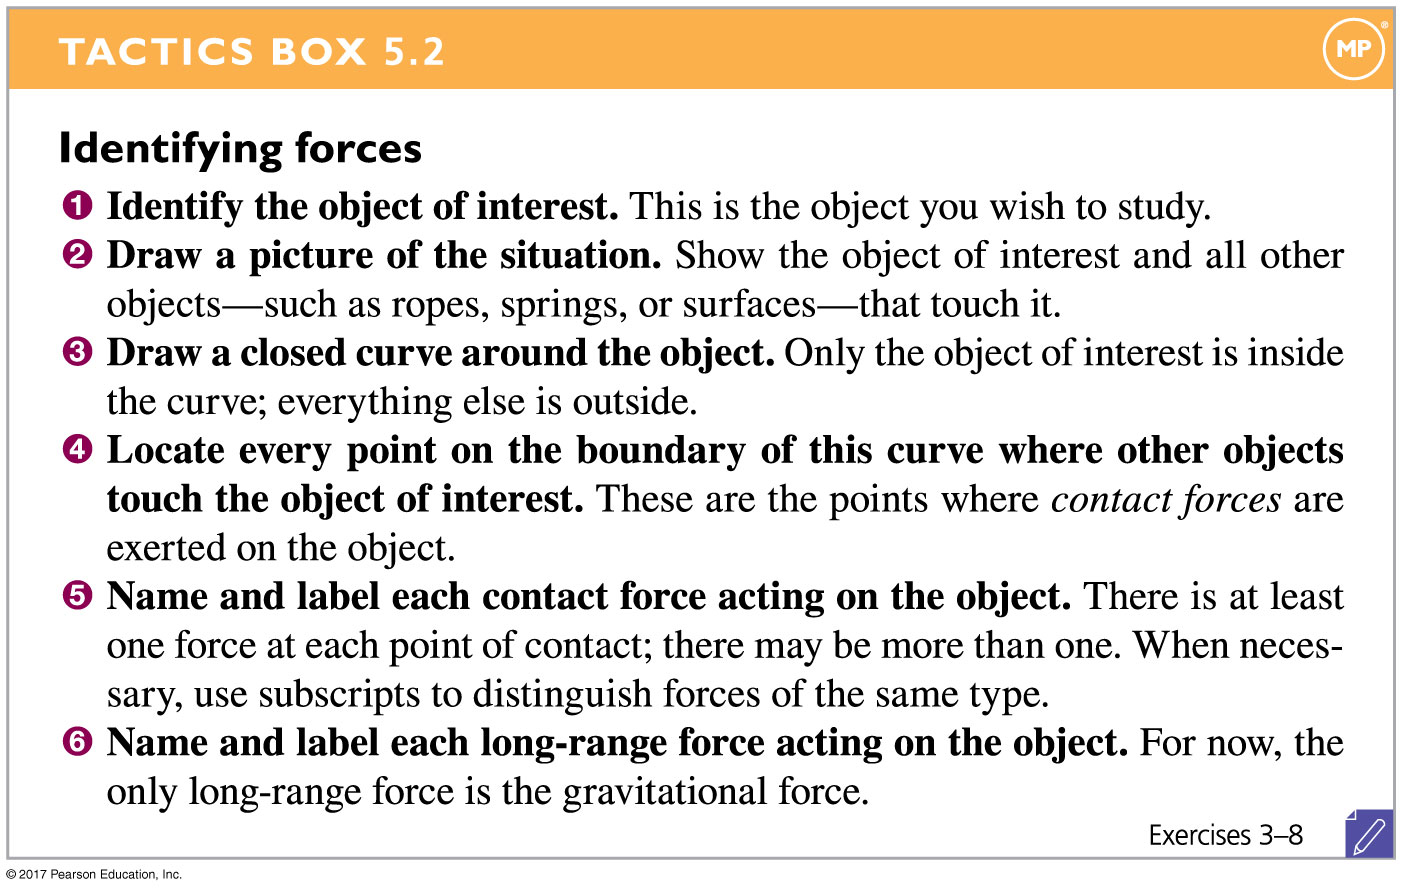 TACTICS BOX 5.2
MP®
Identifying forces
1 Identify the object of interest. This is the object you wish to study.
2 Draw a picture of the situation. Show the object of interest and all other
objects—such as ropes, springs, or surfaces—that touch it.
3 Draw a closed curve around the object. Only the object of interest is inside
the curve; everything else is outside.
4 Locate every point on the boundary of this curve where other objects
touch the object of interest. These are the points where contact forces are
exerted on the object.
5 Name and label each contact force acting on the object. There is at least
one force at each point of contact; there may be more than one. When neces-
sary, use subscripts to distinguish forces of the same type.
6 Name and label each long-range force acting on the object. For now, the
only long-range force is the gravitational force.
Exercises 3–8
© 2017 Pearson Education, Inc.